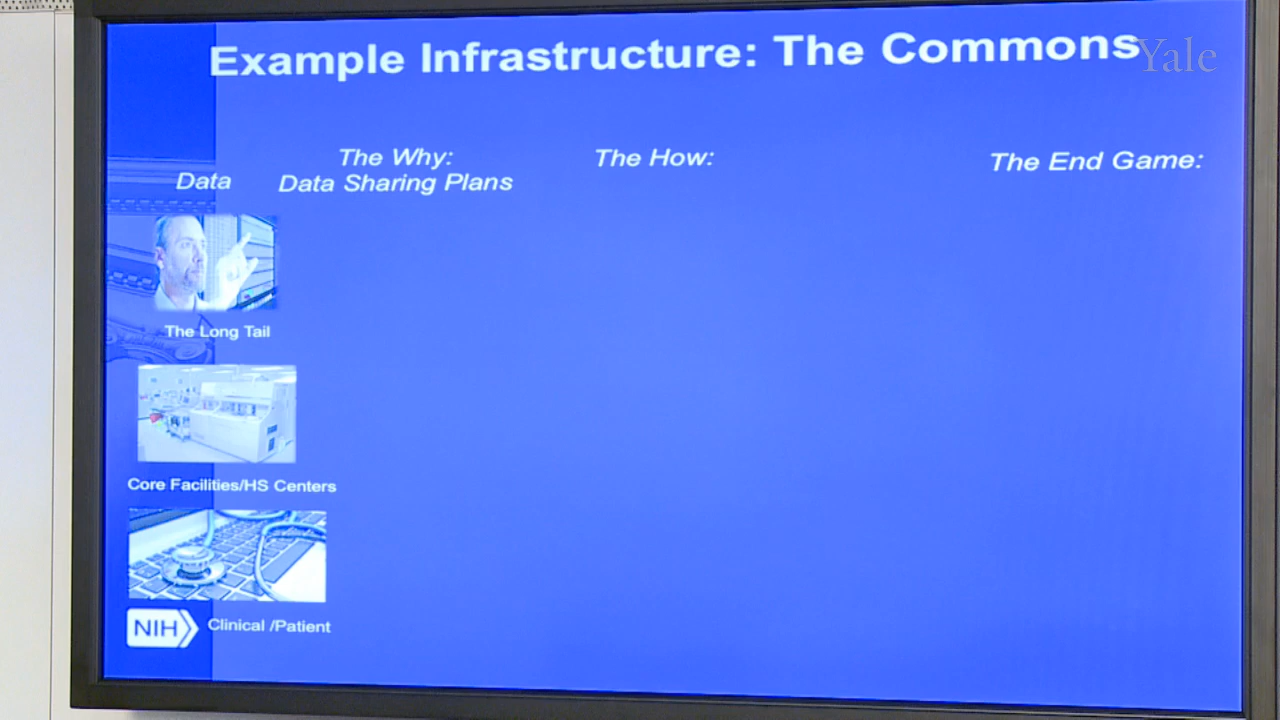 Example Infrastructure: The Commons
Yale
The Why:
The How:
The End Game:
Data
Data Sharing Plans
The Long Tail
Core Facilities/HS Centers
NIH
Clinical /Patient